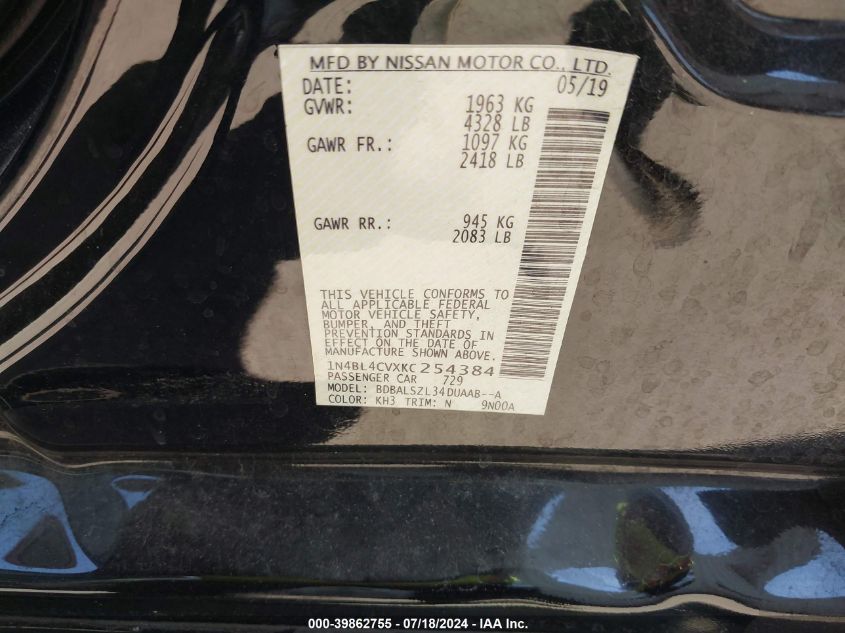 MFD BY NISSAN MOTOR CO., LTD.
DATE: 05/19
GVWR: 1963 KG
4328 LB
GAWR FR.: 1097 KG
2418 LB
GAWR RR.: 945 KG
2083 LB
THIS VEHICLE CONFORMS TO
ALL APPLICABLE FEDERAL
MOTOR VEHICLE SAFETY,
BUMPER, AND THEFT
PREVENTION STANDARDS IN
EFFECT ON THE DATE OF
MANUFACTURE SHOWN ABOVE.
1N4BL4CVXKC254384
PASSENGER CAR 729
MODEL: BDBALSZL34DUAAB--A
COLOR: KH3 TRIM: N 9N00A
000-39862755 - 07/18/2024 - IAA Inc.